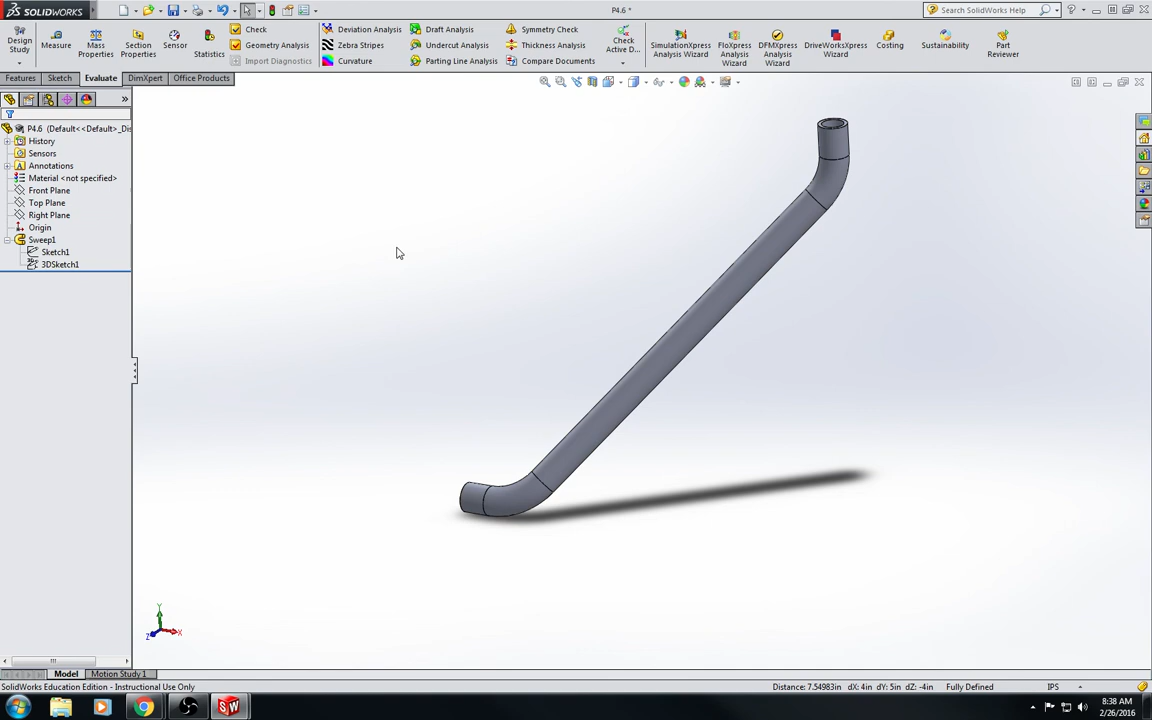 SOLIDWORKS
P4.6 *
Search SolidWorks Help
Design Study
Measure
Mass Properties
Section Properties
Sensor
Statistics
Check
Geometry Analysis
Import Diagnostics
Deviation Analysis
Zebra Stripes
Curvature
Draft Analysis
Undercut Analysis
Parting Line Analysis
Symmetry Check
Thickness Analysis
Compare Documents
Check Active D...
SimulationXpress Analysis Wizard
FloXpress Analysis Wizard
DFMXpress Analysis Wizard
DriveWorksXpress Wizard
Costing
Sustainability
Part Reviewer
Features
Sketch
Evaluate
DimXpert
Office Products
P4.6 (Default<<Default>_Dis
History
Sensors
Annotations
Material <not specified>
Front Plane
Top Plane
Right Plane
Origin
Sweep1
Sketch1
3DSketch1
Y
Z
X
Model
Motion Study 1
SolidWorks Education Edition - Instructional Use Only
Distance: 7.54983in dX: 4in dY: 5in dZ: -4in
Fully Defined
IPS
8:38 AM
2/26/2016